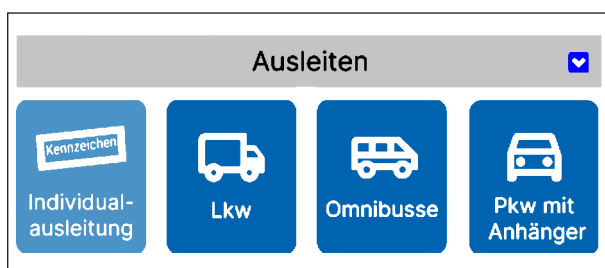 Ausleiten
Kennzeichen
Individual-
ausleitung
Lkw
Omnibusse
Pkw mit
Anhänger